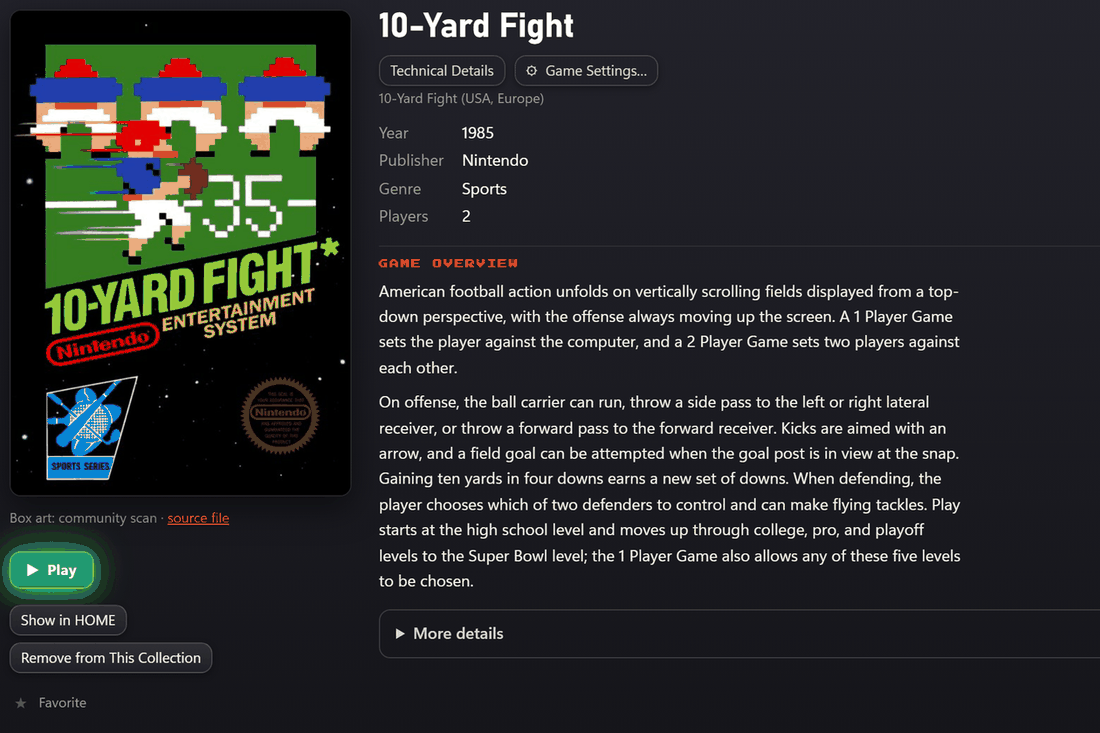 10-Yard Fight
Technical Details
Game Settings...
10-Yard Fight (USA, Europe)
Year 1985
Publisher Nintendo
Genre Sports
Players 2
GAME OVERVIEW
American football action unfolds on vertically scrolling fields displayed from a top-
down perspective, with the offense always moving up the screen. A 1 Player Game
sets the player against the computer, and a 2 Player Game sets two players against
each other.
On offense, the ball carrier can run, throw a side pass to the left or right lateral
receiver, or throw a forward pass to the forward receiver. Kicks are aimed with an
arrow, and a field goal can be attempted when the goal post is in view at the snap.
Gaining ten yards in four downs earns a new set of downs. When defending, the
player chooses which of two defenders to control and can make flying tackles. Play
starts at the high school level and moves up through college, pro, and playoff
levels to the Super Bowl level; the 1 Player Game also allows any of these five levels
to be chosen.
More details
35
10-YARD FIGHT*
Nintendo
ENTERTAINMENT
SYSTEM
SPORTS SERIES
Nintendo
Box art: community scan · source file
Play
Show in HOME
Remove from This Collection
Favorite